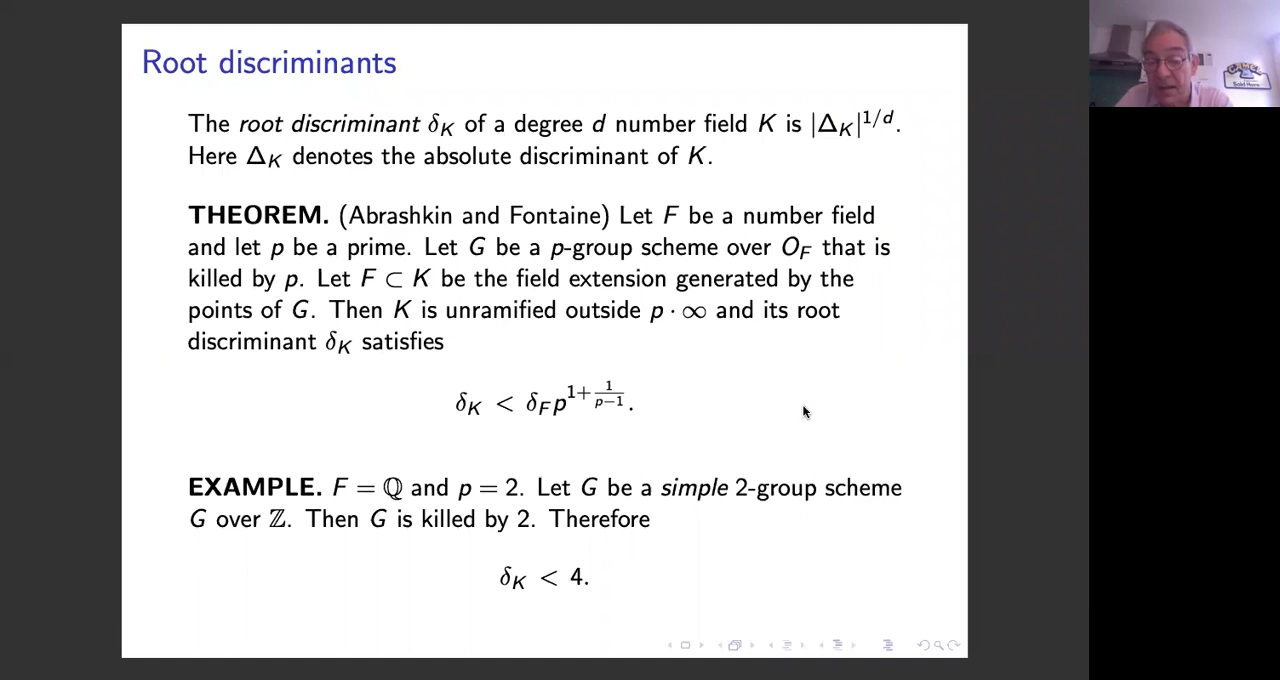 Root discriminants
The root discriminant δ_K of a degree d number field K is |Δ_K|^{1/d}.
Here Δ_K denotes the absolute discriminant of K.
THEOREM. (Abrashkin and Fontaine) Let F be a number field
and let p be a prime. Let G be a p-group scheme over O_F that is
killed by p. Let F ⊂ K be the field extension generated by the
points of G. Then K is unramified outside p · ∞ and its root
discriminant δ_K satisfies
δ_K < δ_F p^{1+\frac{1}{p−1}}.
EXAMPLE. F = ℚ and p = 2. Let G be a simple 2-group scheme
G over ℤ. Then G is killed by 2. Therefore
δ_K < 4.
CAMEL
Sold Here